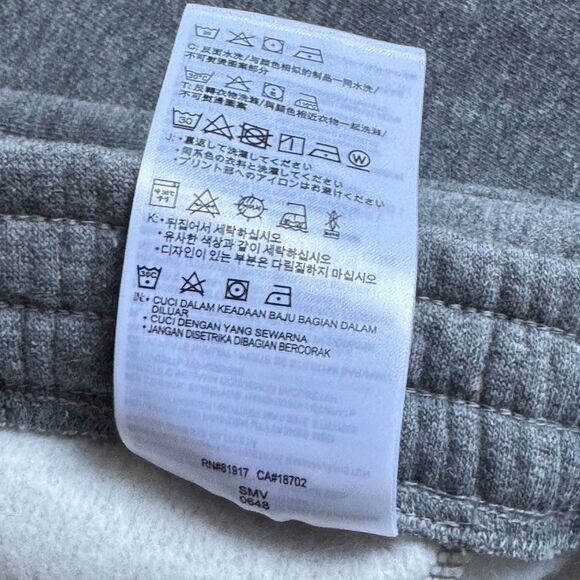 C: 反面水洗/与颜色相似的制品一同水洗/
不可熨烫图案部分
30°C
T: 反轉衣物洗滌/與顏色相近衣物一起洗滌/
不可熨燙圖案
30 W
J: • 裏返して洗濯してください
• 同系色の衣料と洗濯してください
• プリント部へのアイロンはお避けください
K: • 뒤집어서 세탁하십시오
• 유사한 색상과 같이 세탁하십시오
• 디자인이 있는 부분은 다림질하지 마십시오
30C
IN: • CUCI DALAM KEADAAN BAJU BAGIAN DALAM
DILUAR
• CUCI DENGAN YANG SEWARNA
• JANGAN DISETRIKA DIBAGIAN BERCORAK
RN#81917 CA#18702
SMV
0648